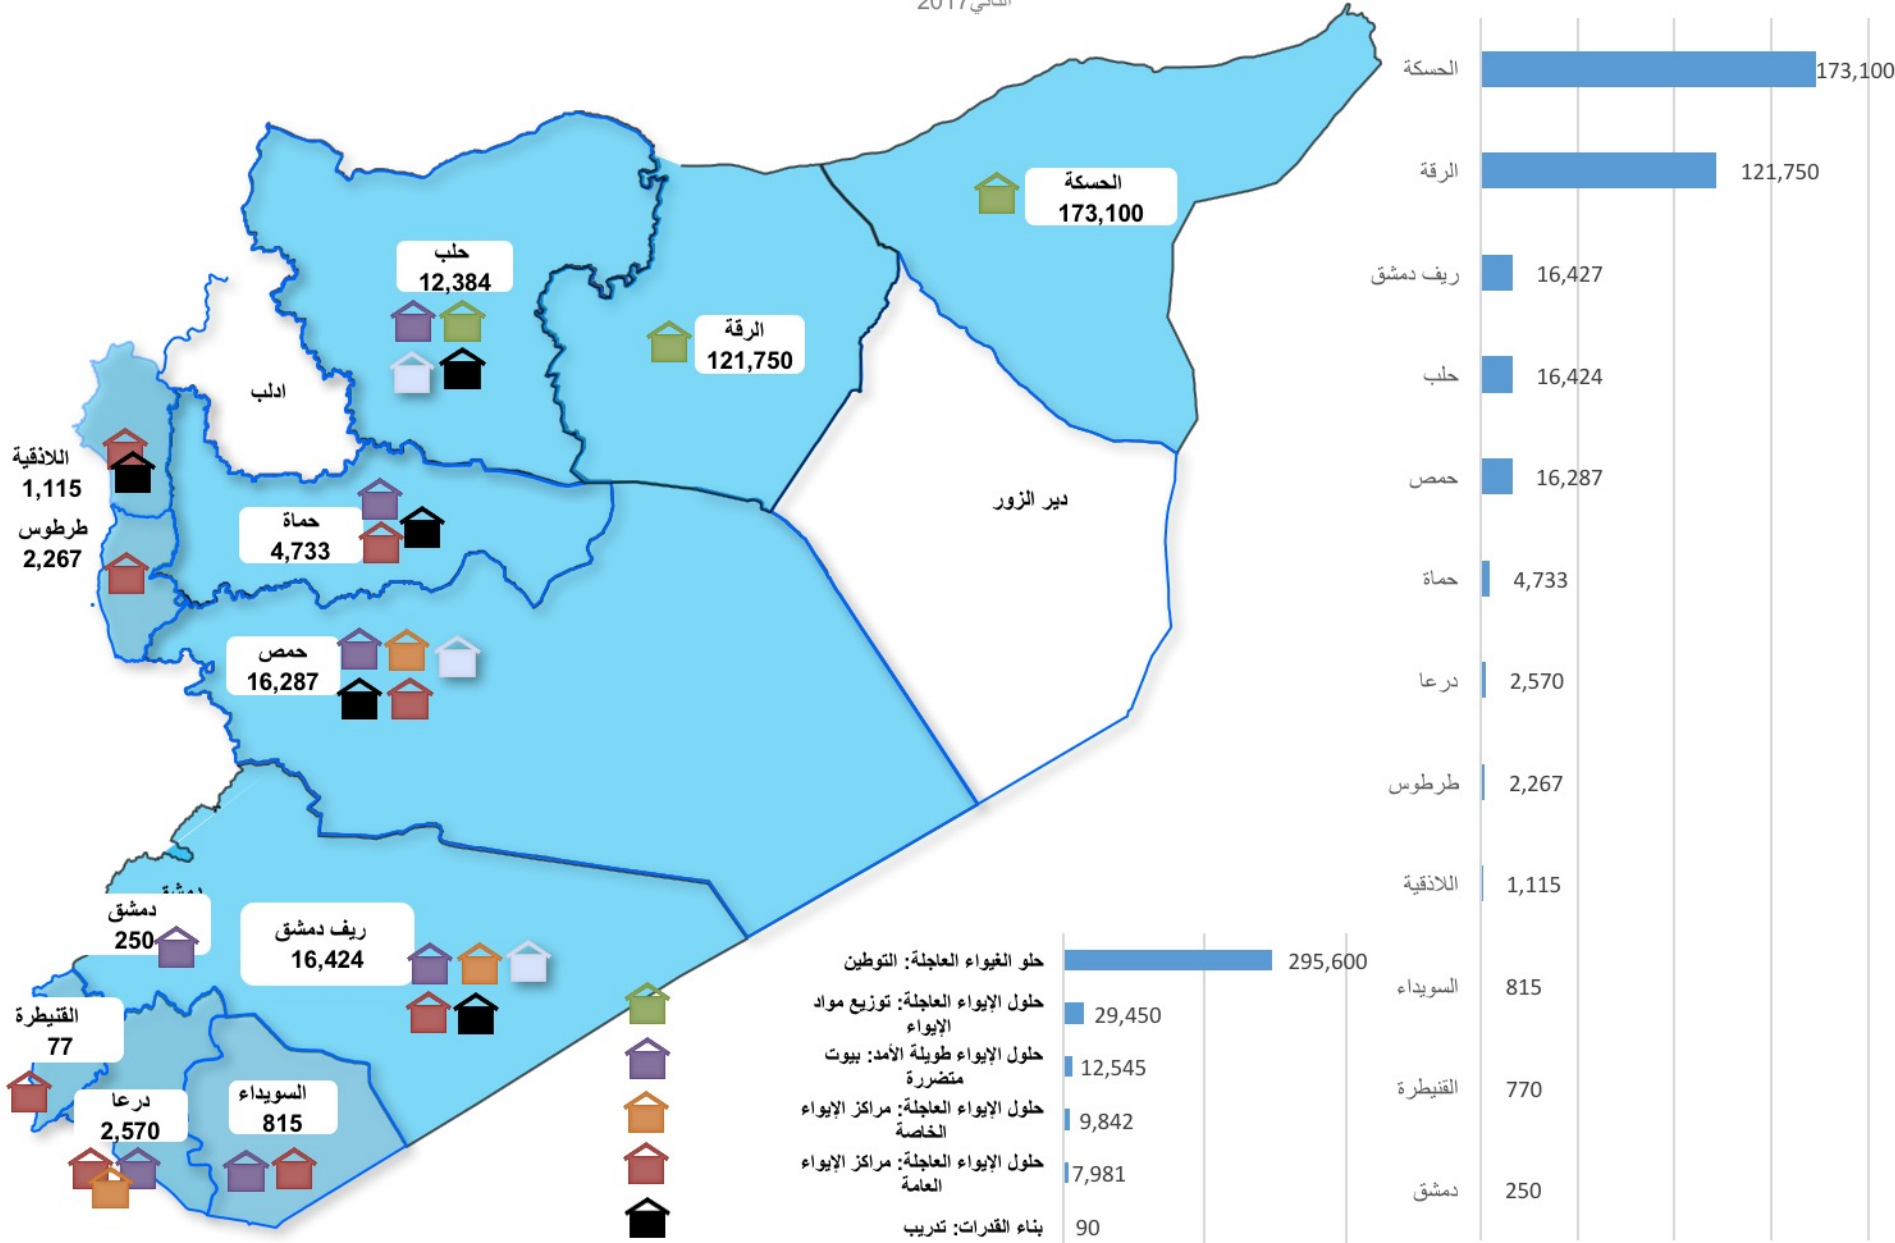 الثاني2017
الحسكة
173,100
حلب
12,384
الرقة
121,750
ادلب
اللاذقية
1,115
طرطوس
2,267
حماة
4,733
دير الزور
حمص
16,287
دمشق
دمشق
250
ريف دمشق
16,424
القنيطرة
77
درعا
2,570
السويداء
815
حلو الغيواء العاجلة: التوطين
295,600
حلول الإيواء العاجلة: توزيع مواد
الإيواء
29,450
حلول الإيواء طويلة الأمد: بيوت
متضررة
12,545
حلول الإيواء العاجلة: مراكز الإيواء
الخاصة
9,842
حلول الإيواء العاجلة: مراكز الإيواء
العامة
7,981
بناء القدرات: تدريب
90
الحسكة 173,100
الرقة 121,750
ريف دمشق 16,427
حلب 16,424
حمص 16,287
حماة 4,733
درعا 2,570
طرطوس 2,267
اللاذقية 1,115
السويداء 815
القنيطرة 770
دمشق 250